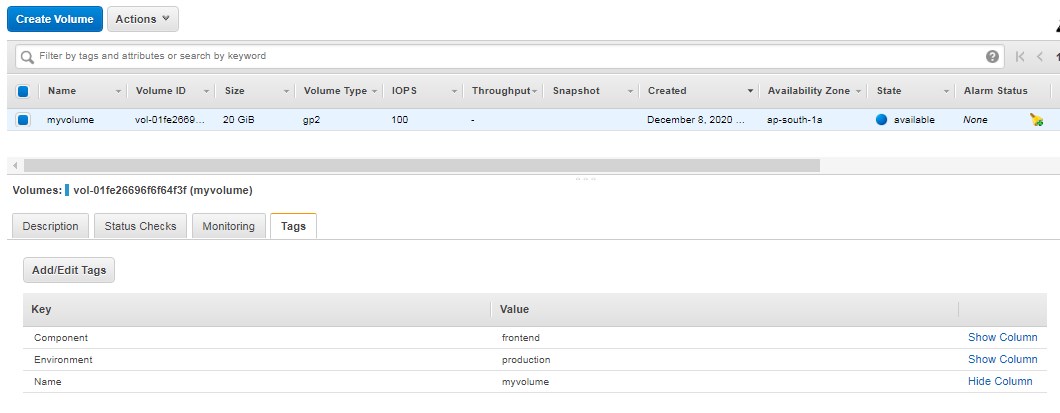 Create Volume Actions
Filter by tags and attributes or search by keyword
Name Volume ID Size Volume Type IOPS Throughput Snapshot Created Availability Zone State Alarm Status
myvolume vol-01fe2669... 20 GiB gp2 100 - December 8, 2020 ... ap-south-1a available None
Volumes: vol-01fe26696f6f64f3f (myvolume)
Description Status Checks Monitoring Tags
Add/Edit Tags
Key Value
Component frontend Show Column
Environment production Show Column
Name myvolume Hide Column